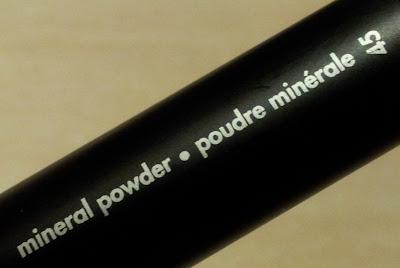 mineral powder • poudre minérale 45